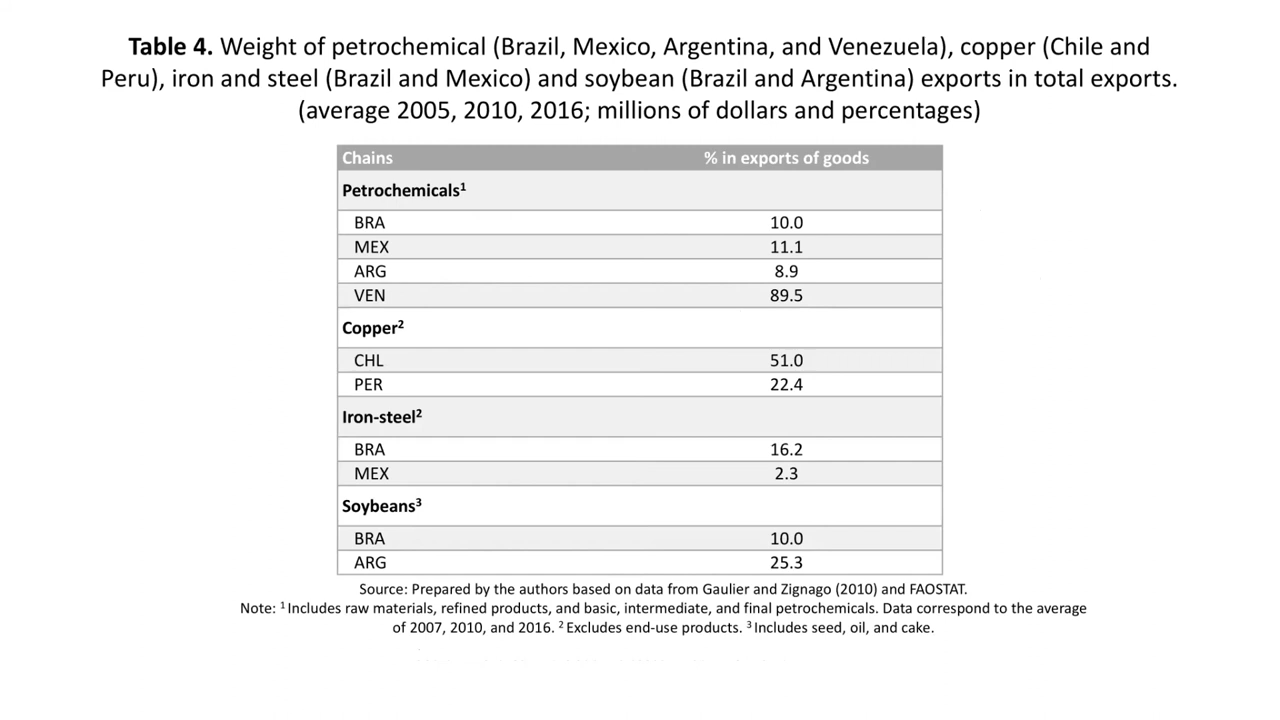 Table 4. Weight of petrochemical (Brazil, Mexico, Argentina, and Venezuela), copper (Chile and
Peru), iron and steel (Brazil and Mexico) and soybean (Brazil and Argentina) exports in total exports.
(average 2005, 2010, 2016; millions of dollars and percentages)
Chains % in exports of goods
Petrochemicals¹
BRA 10.0
MEX 11.1
ARG 8.9
VEN 89.5
Copper²
CHL 51.0
PER 22.4
Iron-steel²
BRA 16.2
MEX 2.3
Soybeans³
BRA 10.0
ARG 25.3
Source: Prepared by the authors based on data from Gaulier and Zignago (2010) and FAOSTAT.
Note: ¹ Includes raw materials, refined products, and basic, intermediate, and final petrochemicals. Data correspond to the average
of 2007, 2010, and 2016. ² Excludes end-use products. ³ Includes seed, oil, and cake.